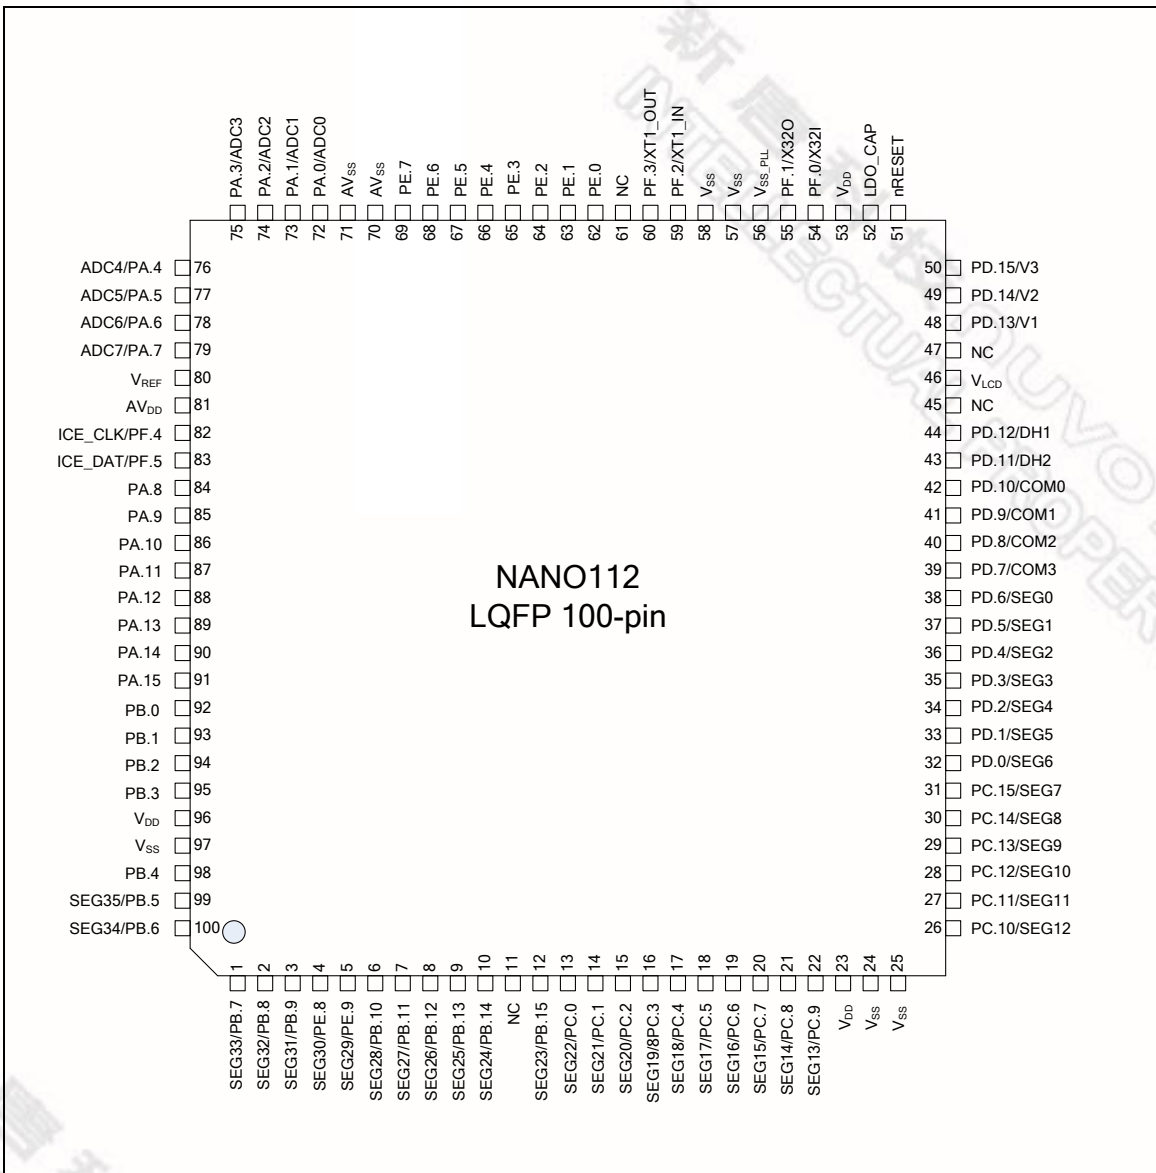 PA.3/ADC3
PA.2/ADC2
PA.1/ADC1
PA.0/ADC0
AVSS
AVSS
PE.7
PE.6
PE.5
PE.4
PE.3
PE.2
PE.1
PE.0
NC
PF.3/XT1_OUT
PF.2/XT1_IN
VSS
VSS
VSS_PLL
PF.1/X32O
PF.0/X32I
VDD
LDO_CAP
nRESET
75
74
73
72
71
70
69
68
67
66
65
64
63
62
61
60
59
58
57
56
55
54
53
52
51
ADC4/PA.4 76
ADC5/PA.5 77
ADC6/PA.6 78
ADC7/PA.7 79
VREF 80
AVDD 81
ICE_CLK/PF.4 82
ICE_DAT/PF.5 83
PA.8 84
PA.9 85
PA.10 86
PA.11 87
PA.12 88
PA.13 89
PA.14 90
PA.15 91
PB.0 92
PB.1 93
PB.2 94
PB.3 95
VDD 96
VSS 97
PB.4 98
SEG35/PB.5 99
SEG34/PB.6 100
NANO112
LQFP 100-pin
50 PD.15/V3
49 PD.14/V2
48 PD.13/V1
47 NC
46 VLCD
45 NC
44 PD.12/DH1
43 PD.11/DH2
42 PD.10/COM0
41 PD.9/COM1
40 PD.8/COM2
39 PD.7/COM3
38 PD.6/SEG0
37 PD.5/SEG1
36 PD.4/SEG2
35 PD.3/SEG3
34 PD.2/SEG4
33 PD.1/SEG5
32 PD.0/SEG6
31 PC.15/SEG7
30 PC.14/SEG8
29 PC.13/SEG9
28 PC.12/SEG10
27 PC.11/SEG11
26 PC.10/SEG12
1
2
3
4
5
6
7
8
9
10
11
12
13
14
15
16
17
18
19
20
21
22
23
24
25
SEG33/PB.7
SEG32/PB.8
SEG31/PB.9
SEG30/PE.8
SEG29/PE.9
SEG28/PB.10
SEG27/PB.11
SEG26/PB.12
SEG25/PB.13
SEG24/PB.14
NC
SEG23/PB.15
SEG22/PC.0
SEG21/PC.1
SEG20/PC.2
SEG19/8PC.3
SEG18/PC.4
SEG17/PC.5
SEG16/PC.6
SEG15/PC.7
SEG14/PC.8
SEG13/PC.9
VDD
VSS
VSS
新唐科技
INTELLECTUAL